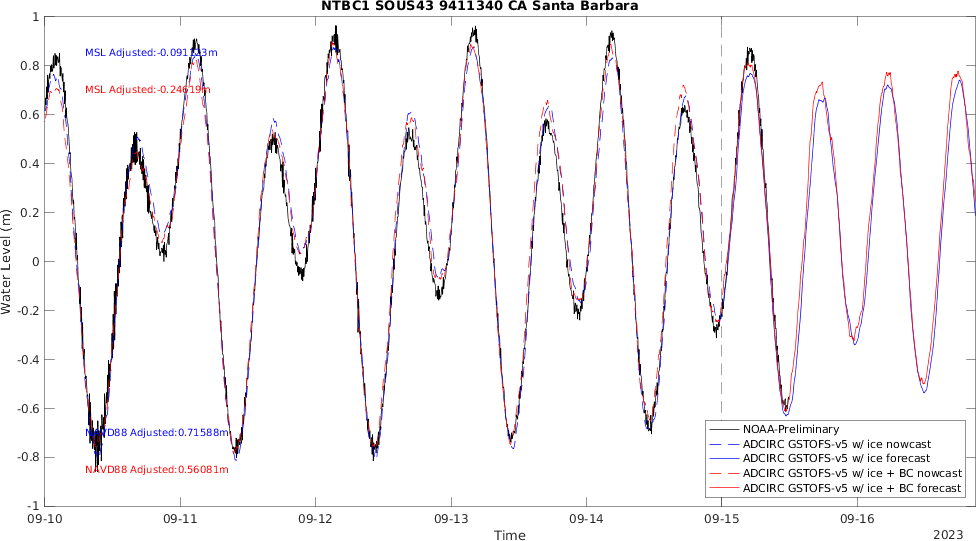 NTBC1 SOUS43 9411340 CA Santa Barbara
1
0.8
0.6
0.4
0.2
0
-0.2
-0.4
-0.6
-0.8
-1
Water Level (m)
MSL Adjusted:-0.091123m
MSL Adjusted:-0.24619m
NAVD88 Adjusted:0.71588m
NAVD88 Adjusted:0.56081m
NOAA-Preliminary
ADCIRC GSTOFS-v5 w/ ice nowcast
ADCIRC GSTOFS-v5 w/ ice forecast
ADCIRC GSTOFS-v5 w/ ice + BC nowcast
ADCIRC GSTOFS-v5 w/ ice + BC forecast
09-10 09-11 09-12 09-13 09-14 09-15 09-16
Time
2023